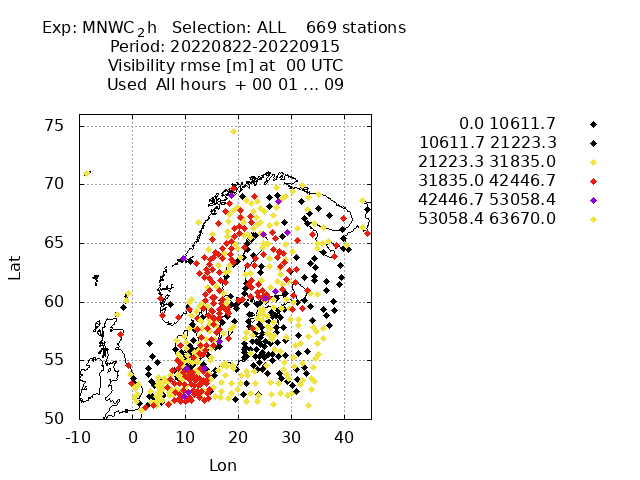 Exp: MNWC_2h   Selection: ALL    669 stations
Period: 20220822-20220915
Visibility rmse [m] at  00 UTC
Used  All hours  + 00 01 ... 09
0.0 10611.7
10611.7 21223.3
21223.3 31835.0
31835.0 42446.7
42446.7 53058.4
53058.4 63670.0
75
70
65
60
55
50
Lat
-10 0 10 20 30 40
Lon